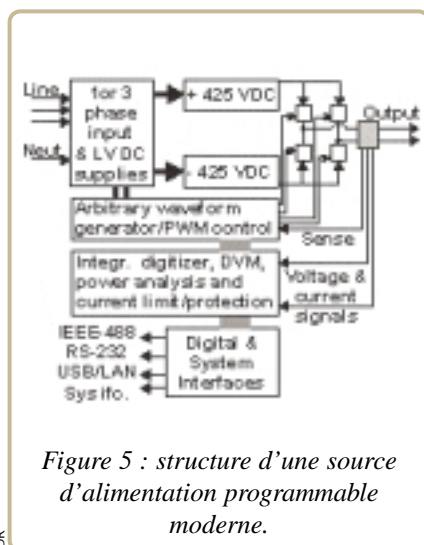 Line
Neut
for 3
phase
input
& LV DC
supplies
+ 425 VDC
- 425 VDC
Output
Arbitrary waveform
generator/PWM control
Sense
Integr. digitizer, DVM,
power analysis and
current limit/protection
Voltage &
current
signals
IEEE-488
RS-232
USB/LAN
Sys ifc.
Digital &
System
Interfaces
Figure 5 : structure d'une source
d'alimentation programmable
moderne.